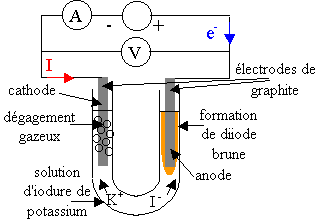 A
-
+
V
e-
I
électrodes de
graphite
cathode
dégagement
gazeux
formation
de diiode
brune
anode
solution
d'iodure de
potassium
K+
I-